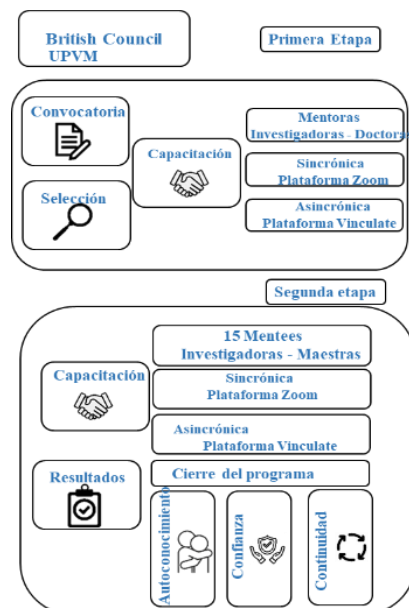 British Council
UPVM
Primera Etapa
Convocatoria
Selección
Capacitación
Mentoras
Investigadoras - Doctoras
Sincrónica
Plataforma Zoom
Asincrónica
Plataforma Vinculate
Segunda etapa
Capacitación
15 Mentees
Investigadoras - Maestras
Sincrónica
Plataforma Zoom
Asincrónica
Plataforma Vinculate
Resultados
Cierre del programa
Autoconocimiento
Confianza
Continuidad